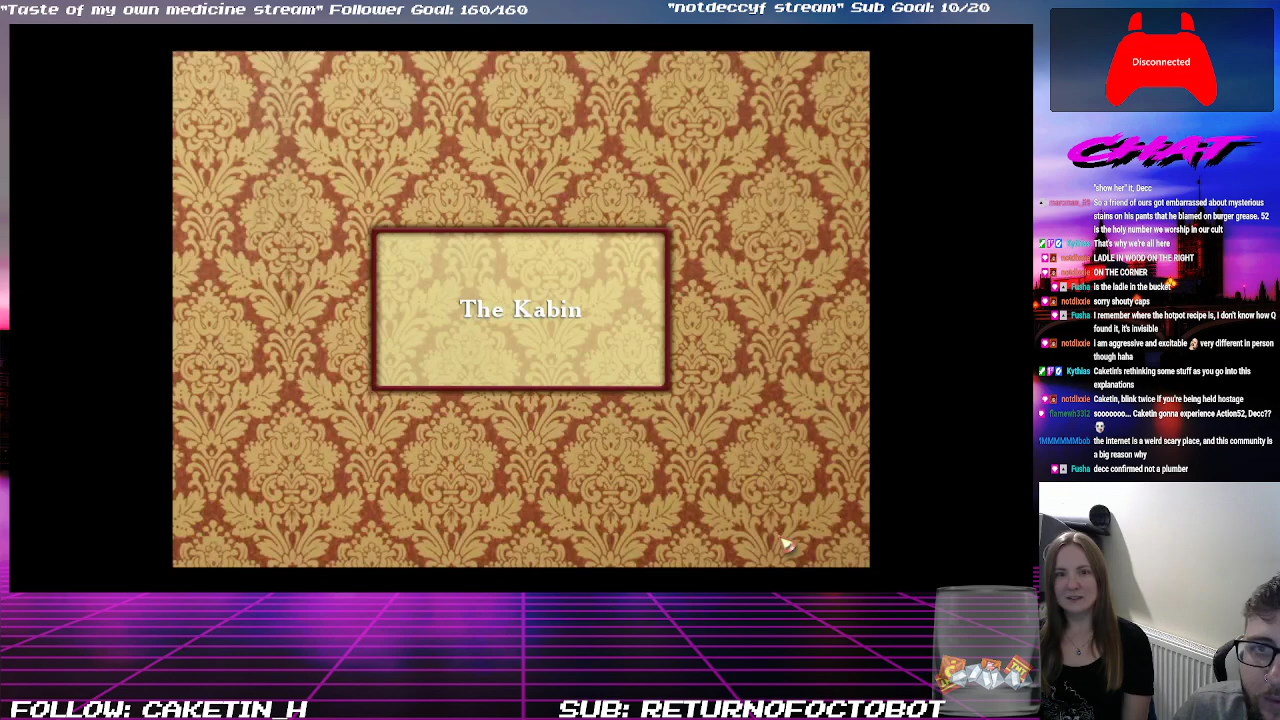 "Taste of my own medicine stream" Follower Goal: 160/160
"notdeccyf stream" Sub Goal: 10/20
Disconnected
CHAT
"show her" it, Decc
So a friend of ours got embarrassed about mysterious
stains on his pants that he blamed on burger grease. 52
is the holy number we worship in our cult
Kythias That's why we're all here
notdixxie LADLE IN WOOD ON THE RIGHT
notdixxie ON THE CORNER
Fusha is the ladle in the bucket
notdixxie sorry shouty caps
Fusha I remember where the hotpot recipe is, I don't know how Q
found it, it's invisible
notdixxie I am aggressive and excitable very different in person
though haha
Kythias Caketin's rethinking some stuff as you go into this
explanations
notdixxie Caketin, blink twice if you're being held hostage
flamewh33l2 sooooooo... Caketin gonna experience Action52, Decc??
the internet is a weird scary place, and this community is
a big reason why
Fusha decc confirmed not a plumber
The Kabin
FOLLOW: CAKETIN_H
SUB: RETURNOFOCTOBOT